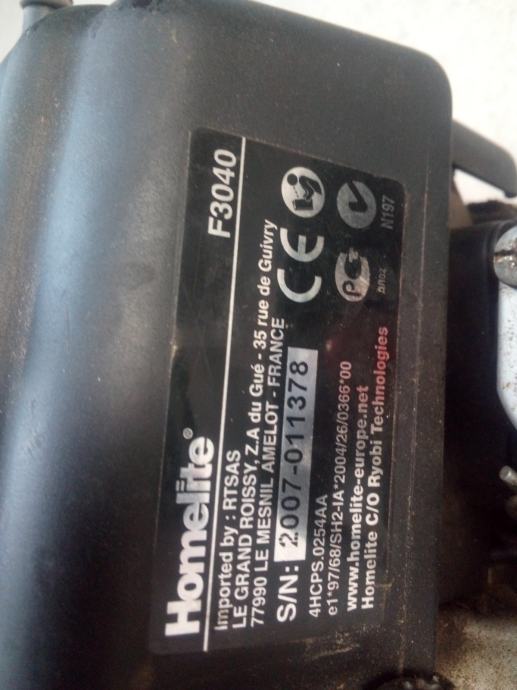 Homelite® F3040
Imported by : RTSAS
LE GRAND ROISSY, Z.A du Gué - 35 rue de Guivry
77990 LE MESNIL AMELOT - FRANCE
S/N: 2007-011378
CE
4HCPS.0254AA
e1*97/68/SH2-IA*2004/26/0366*00
www.homelite-europe.net
Homelite C/O Ryobi Technologies
N197